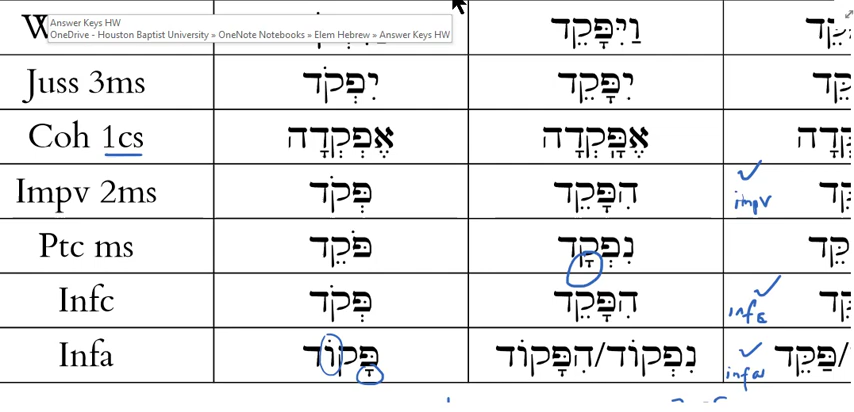 W Answer Keys HW
OneDrive - Houston Baptist University » OneNote Notebooks » Elem Hebrew » Answer Keys HW
וַיִּפָּקֵד
Juss 3ms יִפְקֹד יִפָּקֵד
Coh 1cs אֶפְקְדָה אֶפָּקְדָה
Impv 2ms פְּקֹד הִפָּקֵד impv
Ptc ms פֹּקֵד נִפְקָד
Infc פְּקֹד הִפָּקֵד infc
Infa פָּקוֹד נִפְקוֹד/הִפָּקוֹד infa פַּקֵּד/